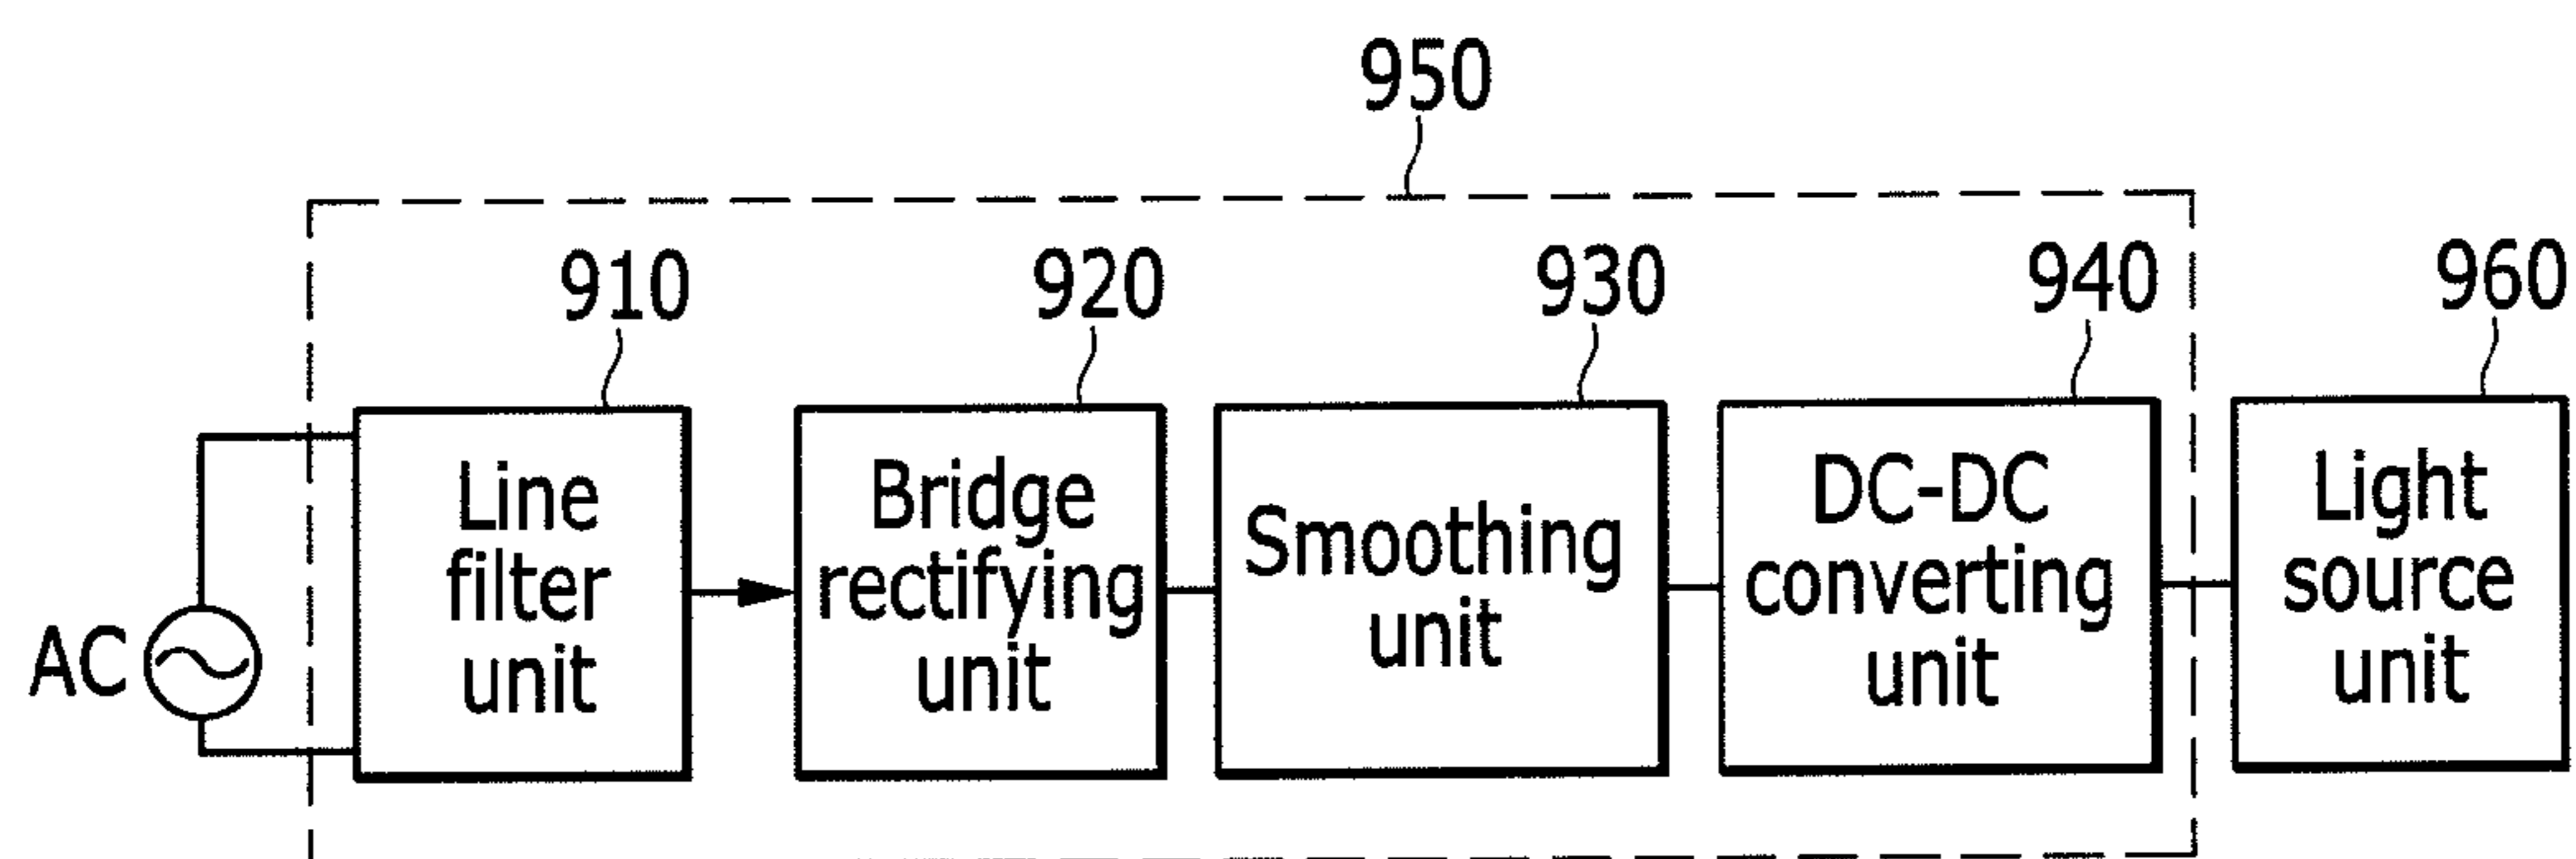 950
910
920
930
940
960
AC
Line
filter
unit
Bridge
rectifying
unit
Smoothing
unit
DC-DC
converting
unit
Light
source
unit